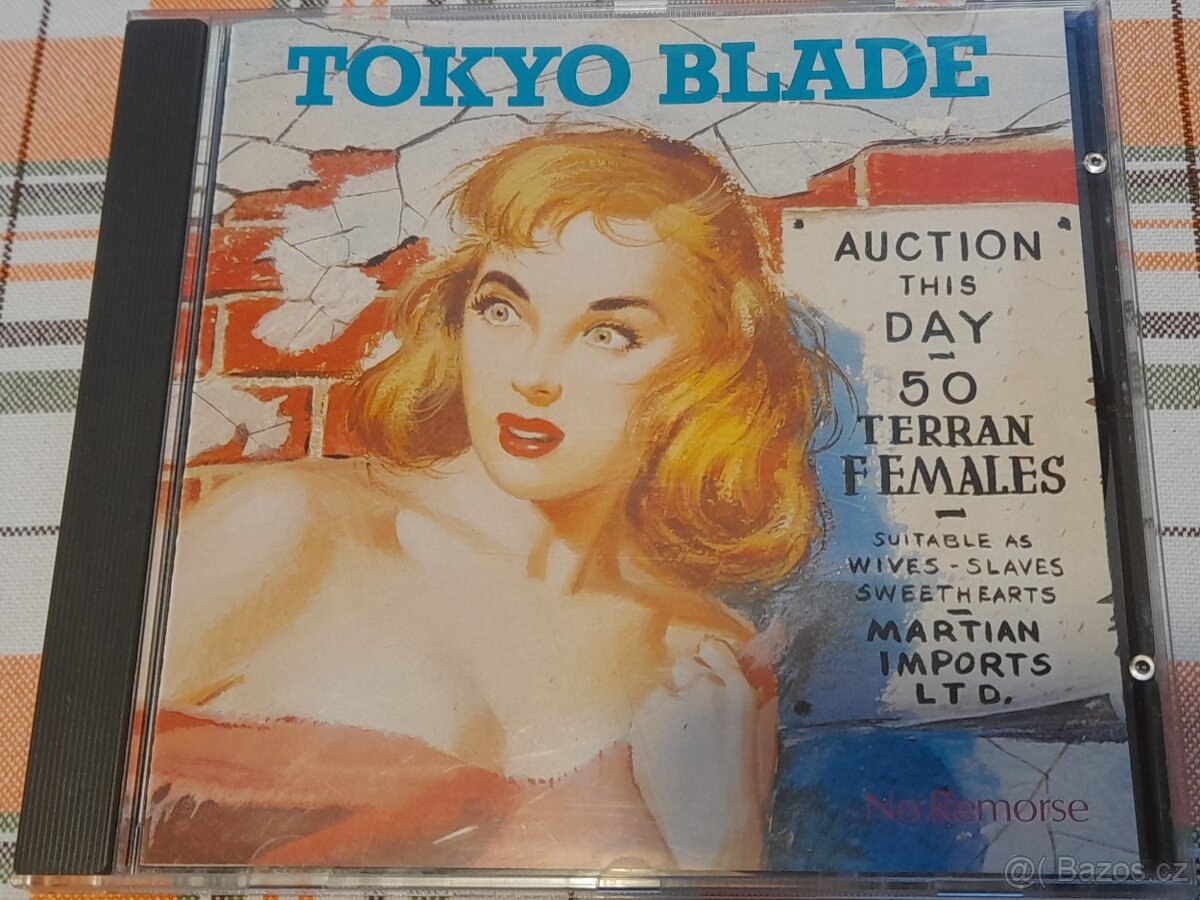 TOKYO BLADE
AUCTION
THIS
DAY
-
50
TERRAN
FEMALES
-
SUITABLE AS
WIVES - SLAVES
SWEETHEARTS
-
MARTIAN
IMPORTS
LTD.
No Remorse
@( Bazos.cz